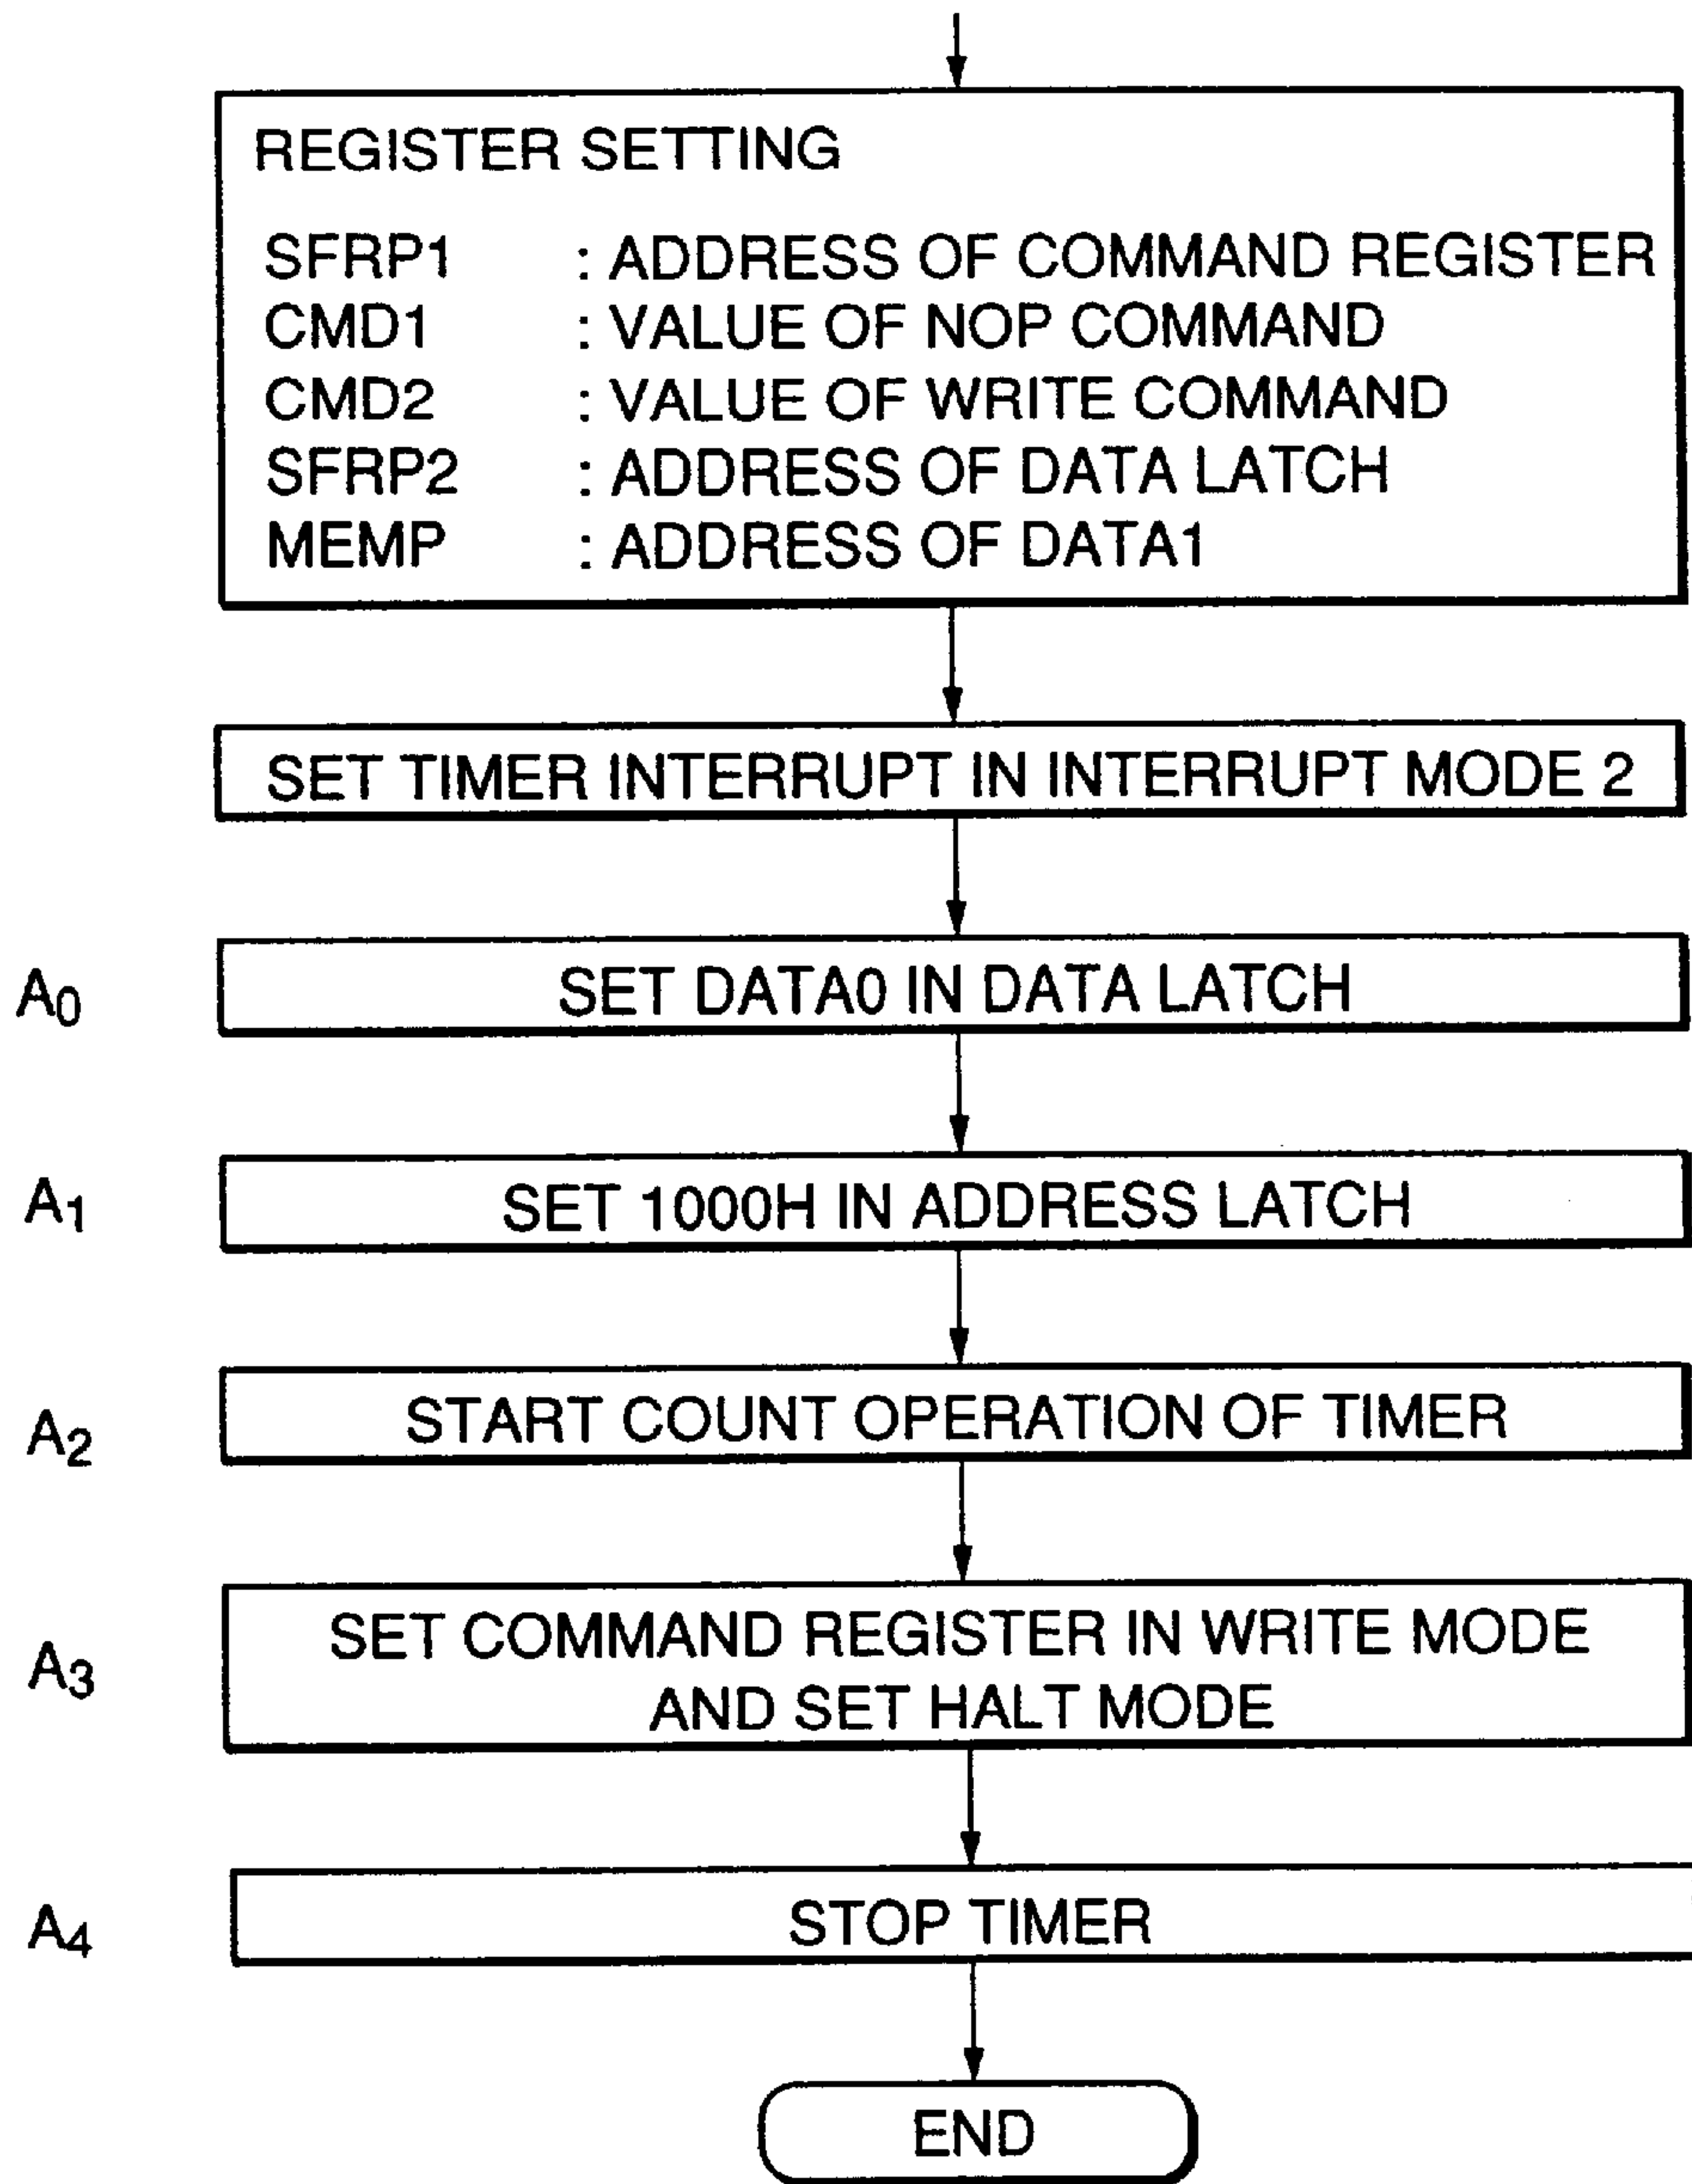 REGISTER SETTING
SFRP1 : ADDRESS OF COMMAND REGISTER
CMD1 : VALUE OF NOP COMMAND
CMD2 : VALUE OF WRITE COMMAND
SFRP2 : ADDRESS OF DATA LATCH
MEMP : ADDRESS OF DATA1
SET TIMER INTERRUPT IN INTERRUPT MODE 2
A0 SET DATA0 IN DATA LATCH
A1 SET 1000H IN ADDRESS LATCH
A2 START COUNT OPERATION OF TIMER
A3 SET COMMAND REGISTER IN WRITE MODE
AND SET HALT MODE
A4 STOP TIMER
END